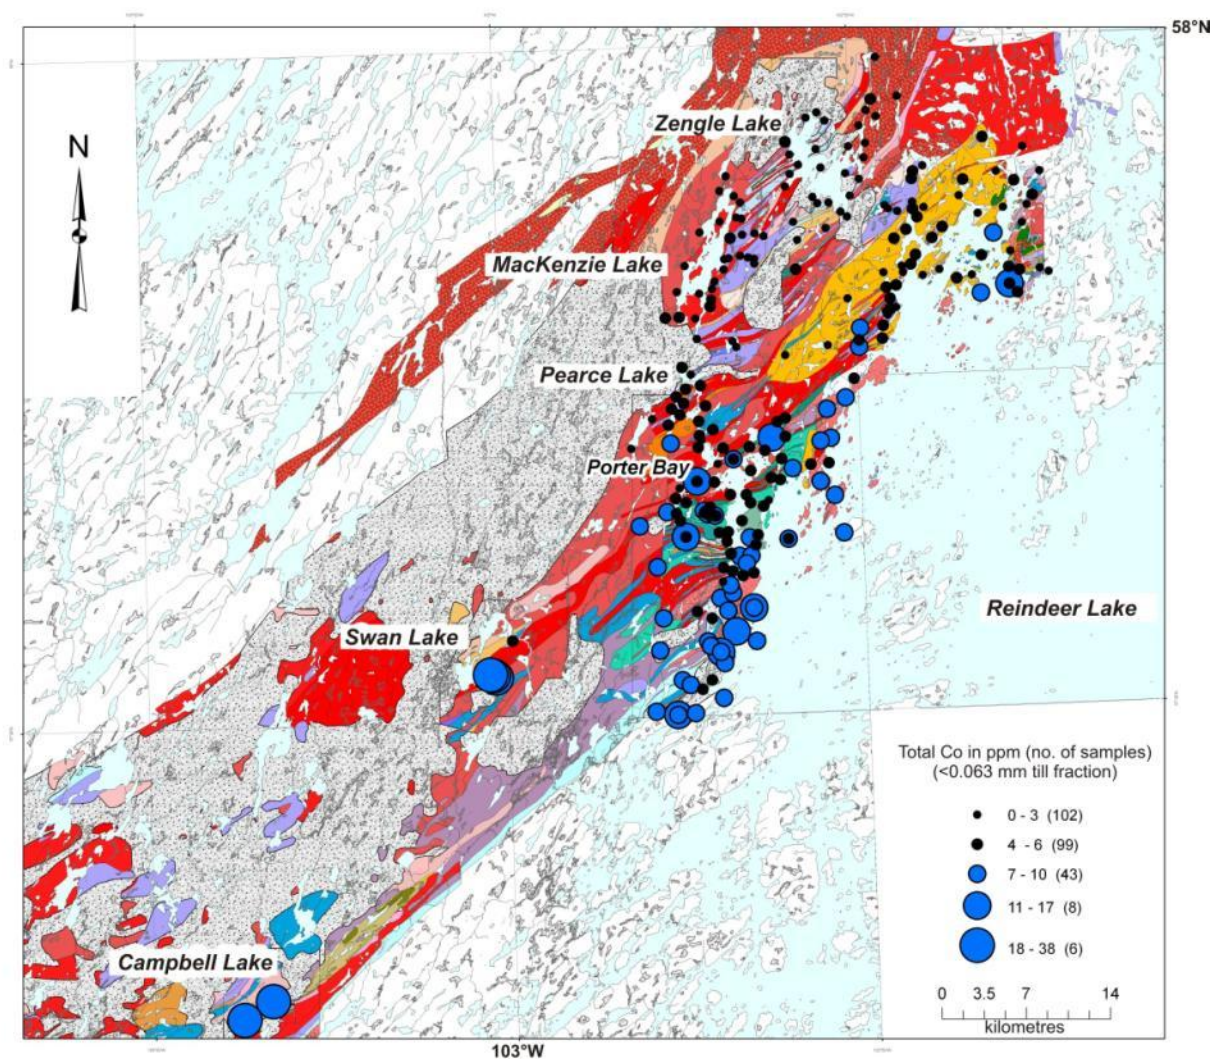 58°N
Zengle Lake
N
MacKenzie Lake
Pearce Lake
Porter Bay
Reindeer Lake
Swan Lake
Total Co in ppm (no. of samples)
(<0.063 mm till fraction)
0 - 3 (102)
4 - 6 (99)
7 - 10 (43)
11 - 17 (8)
18 - 38 (6)
Campbell Lake
0 3.5 7 14
kilometres
103°W